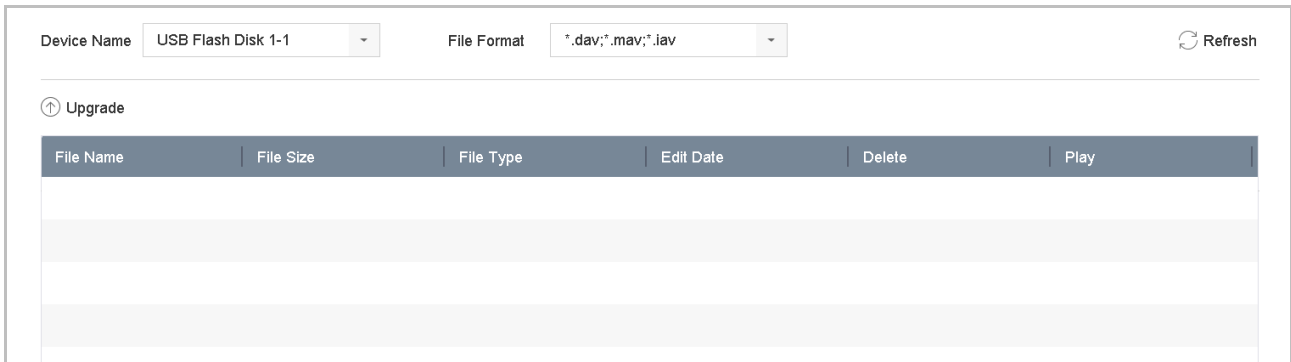 Device Name USB Flash Disk 1-1 File Format *.dav;*.mav;*.iav Refresh
Upgrade
File Name File Size File Type Edit Date Delete Play